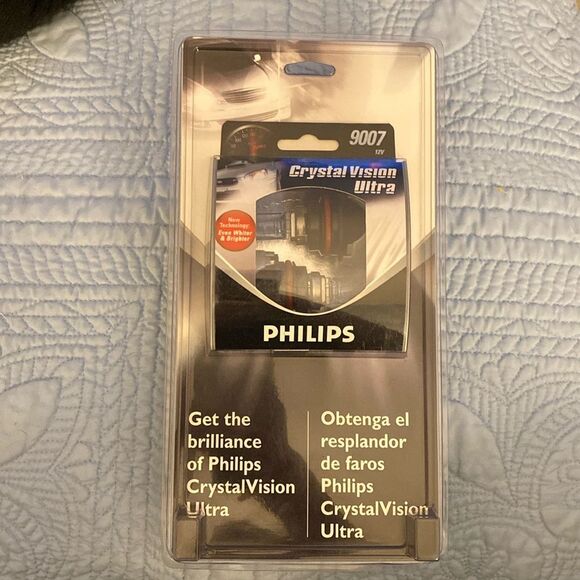 9007
12V
Crystal Vision
Ultra
New
Technology:
Even Whiter
& Brighter
PHILIPS
Get the
brilliance
of Philips
CrystalVision
Ultra
Obtenga el
resplandor
de faros
Philips
CrystalVision
Ultra